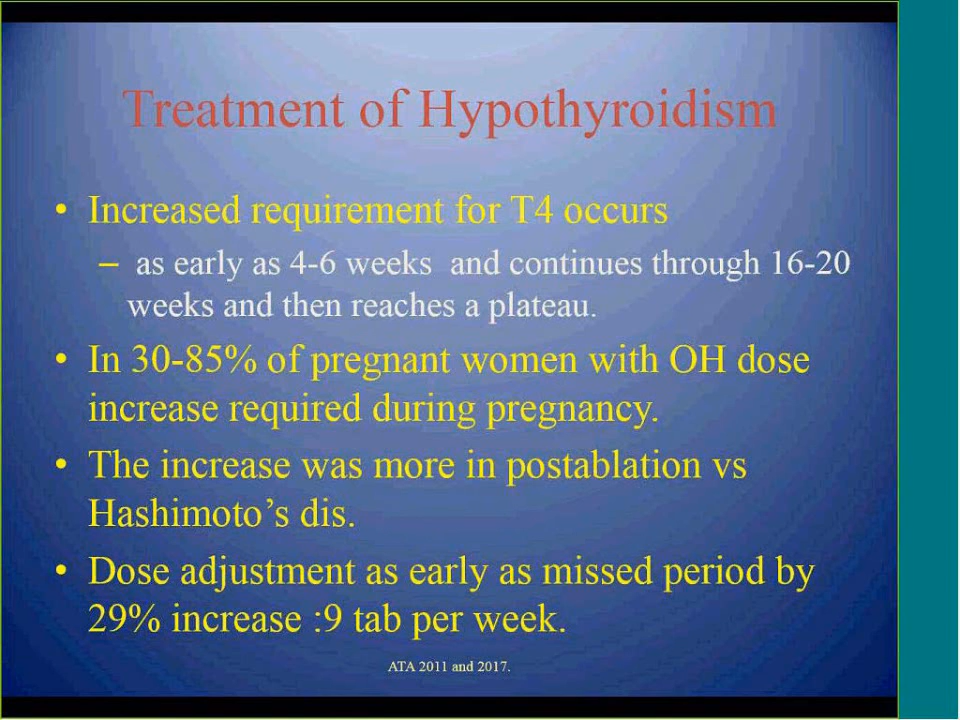 Treatment of Hypothyroidism
• Increased requirement for T4 occurs
– as early as 4-6 weeks and continues through 16-20
weeks and then reaches a plateau.
• In 30-85% of pregnant women with OH dose
increase required during pregnancy.
• The increase was more in postablation vs
Hashimoto’s dis.
• Dose adjustment as early as missed period by
29% increase :9 tab per week.
ATA 2011 and 2017.